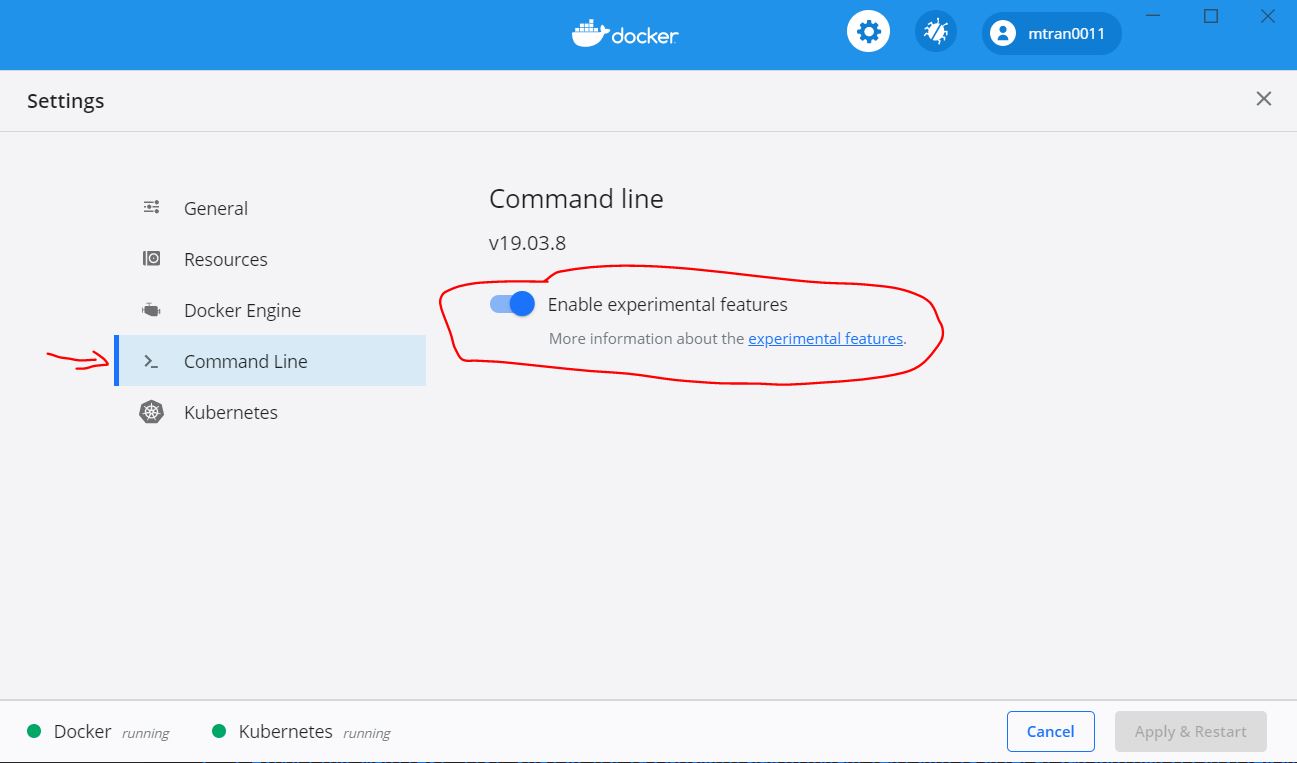 docker
mtran0011
Settings
General
Resources
Docker Engine
Command Line
Kubernetes
Command line
v19.03.8
Enable experimental features
More information about the experimental features.
Docker running
Kubernetes running
Cancel
Apply & Restart